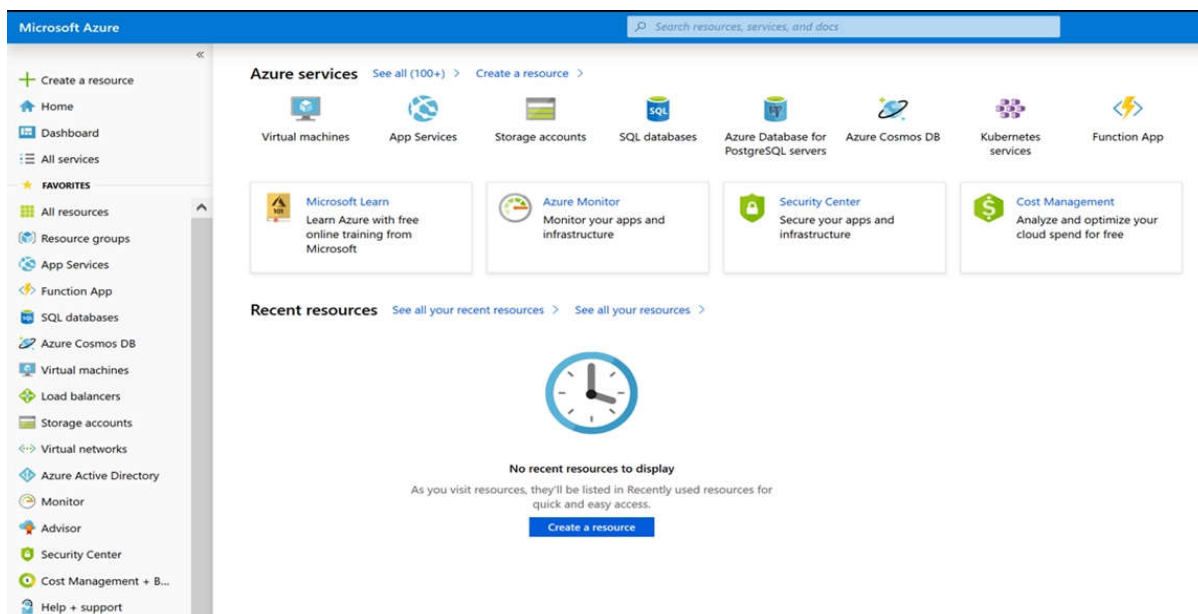 Microsoft Azure
Search resources, services, and docs
«
Create a resource
Home
Dashboard
All services
FAVORITES
All resources
Resource groups
App Services
Function App
SQL databases
Azure Cosmos DB
Virtual machines
Load balancers
Storage accounts
Virtual networks
Azure Active Directory
Monitor
Advisor
Security Center
Cost Management + B...
Help + support
Azure services See all (100+) > Create a resource >
Virtual machines
App Services
Storage accounts
SQL
SQL databases
Azure Database for
PostgreSQL servers
Azure Cosmos DB
Kubernetes
services
Function App
Microsoft Learn
Learn Azure with free
online training from
Microsoft
Azure Monitor
Monitor your apps and
infrastructure
Security Center
Secure your apps and
infrastructure
Cost Management
Analyze and optimize your
cloud spend for free
Recent resources See all your recent resources > See all your resources >
No recent resources to display
As you visit resources, they'll be listed in Recently used resources for
quick and easy access.
Create a resource